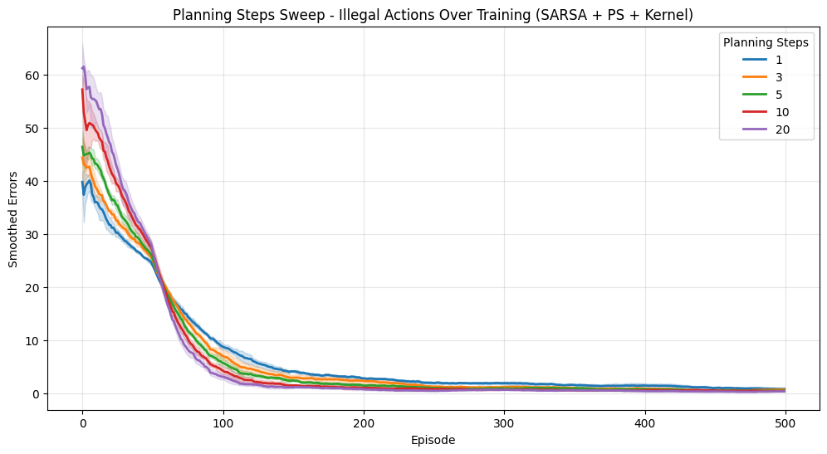 Planning Steps Sweep - Illegal Actions Over Training (SARSA + PS + Kernel)
Planning Steps
1
3
5
10
20
Smoothed Errors
60
50
40
30
20
10
0
0 100 200 300 400 500
Episode